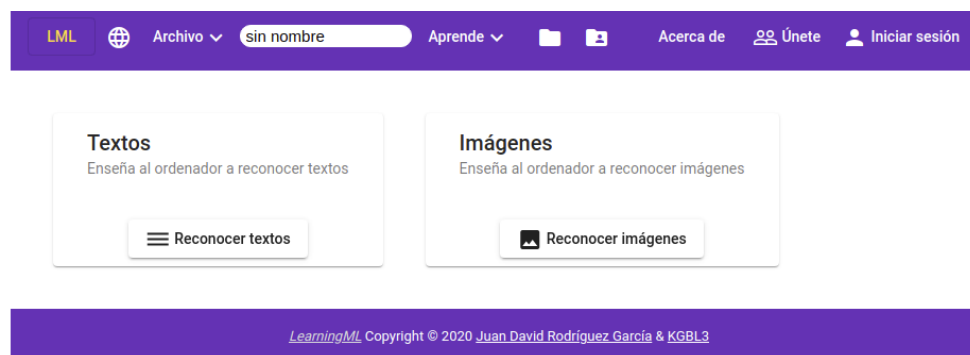 LML Archivo sin nombre Aprende Acerca de Únete Iniciar sesión
Textos
Enseña al ordenador a reconocer textos
Reconocer textos
Imágenes
Enseña al ordenador a reconocer imágenes
Reconocer imágenes
LearningML Copyright © 2020 Juan David Rodríguez García & KGBL3